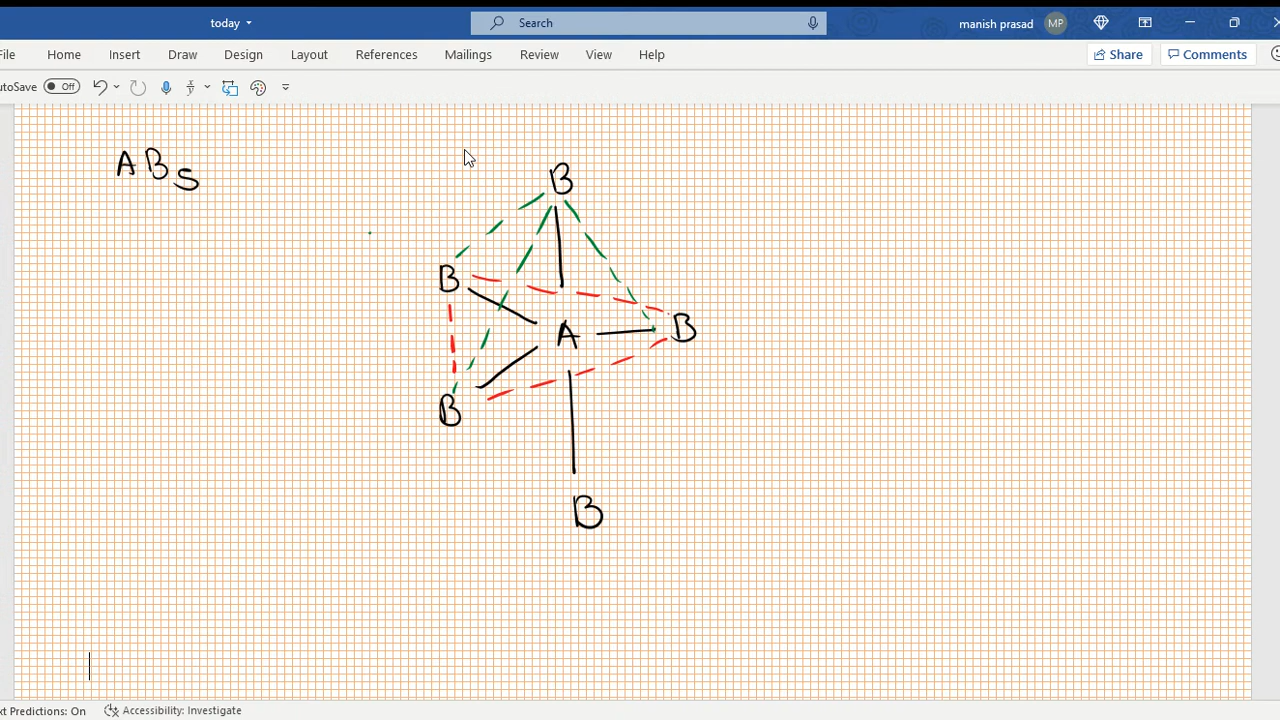 today
Search
manish prasad
MP
File Home Insert Draw Design Layout References Mailings Review View Help
Share
Comments
AutoSave Off
x/y
AB5
B
B
A
B
B
B
xt Predictions: On
Accessibility: Investigate